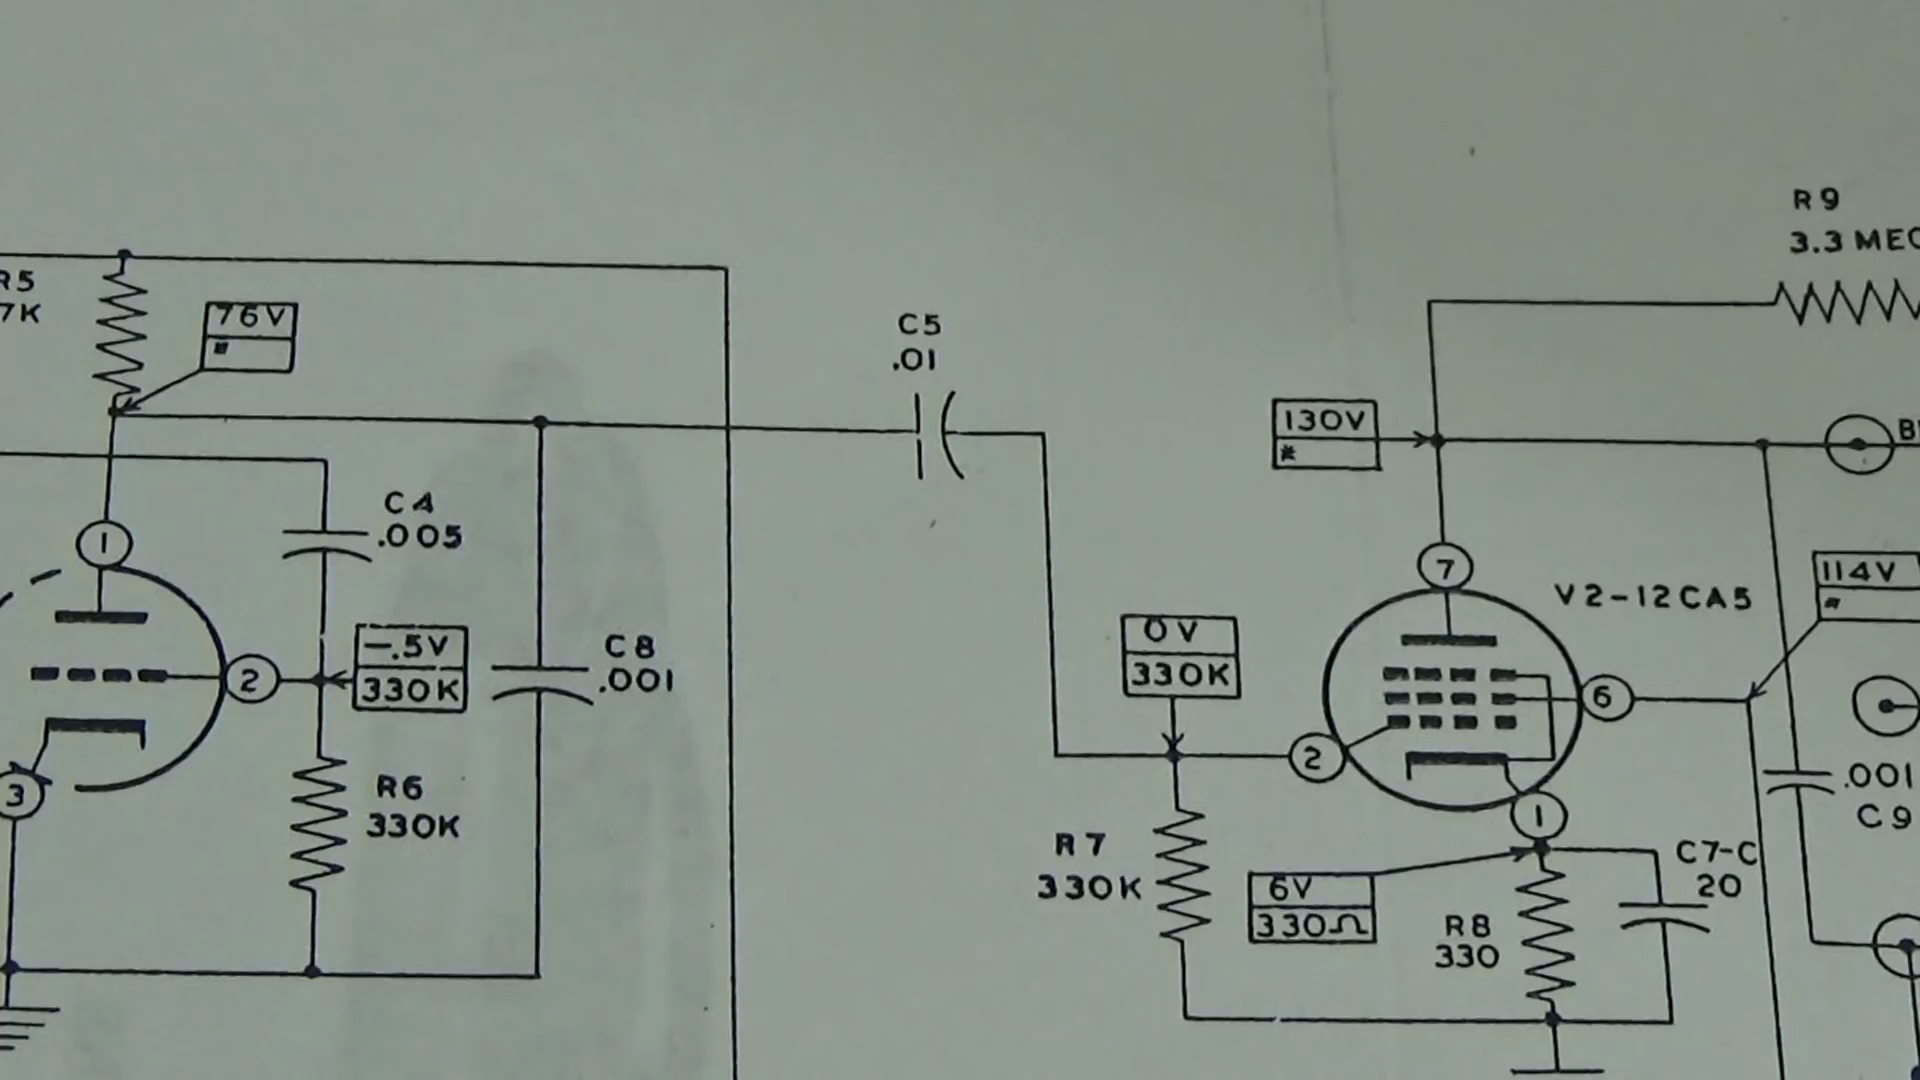 R5
7K
76V
*
1
C4
.005
2
-.5V
330K
C8
.001
3
R6
330K
C5
.01
R9
3.3 MEG
130V
*
7
V2-12CA5
114V
*
0V
330K
2
6
1
R7
330K
6V
330Ω
R8
330
C7-C
20
.001
C9